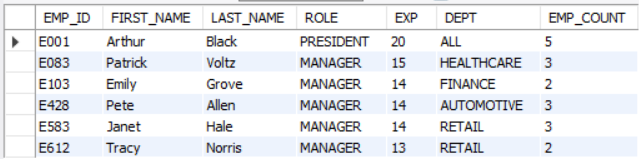 EMP_ID FIRST_NAME LAST_NAME ROLE EXP DEPT EMP_COUNT
E001 Arthur Black PRESIDENT 20 ALL 5
E083 Patrick Voltz MANAGER 15 HEALTHCARE 3
E103 Emily Grove MANAGER 14 FINANCE 2
E428 Pete Allen MANAGER 14 AUTOMOTIVE 3
E583 Janet Hale MANAGER 14 RETAIL 3
E612 Tracy Norris MANAGER 13 RETAIL 2